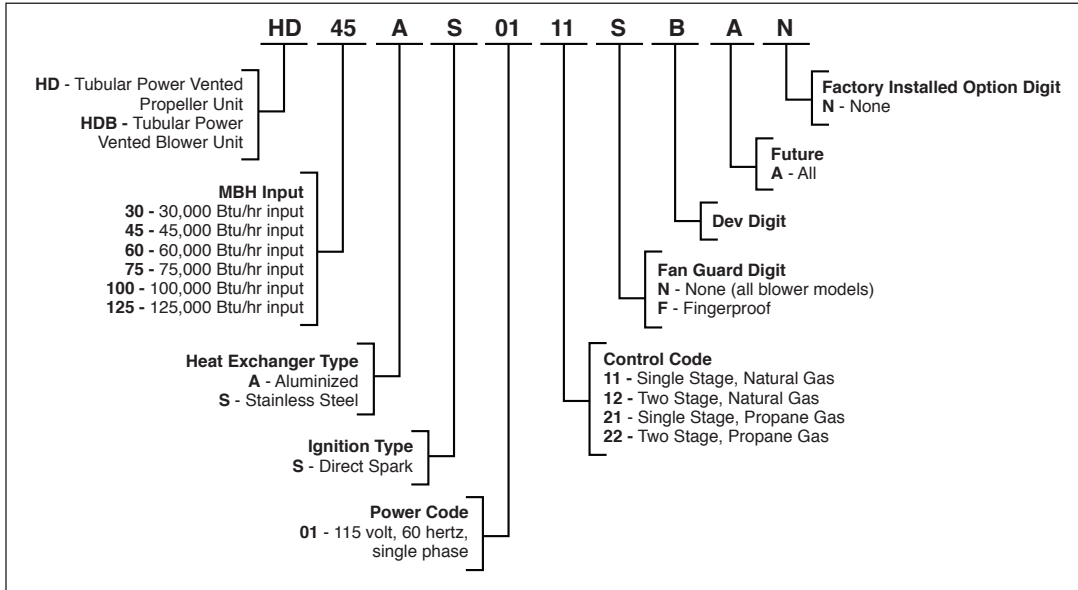 HD 45 A S 01 11 S B A N
HD - Tubular Power Vented
Propeller Unit
HDB - Tubular Power
Vented Blower Unit
MBH Input
30 - 30,000 Btu/hr input
45 - 45,000 Btu/hr input
60 - 60,000 Btu/hr input
75 - 75,000 Btu/hr input
100 - 100,000 Btu/hr input
125 - 125,000 Btu/hr input
Heat Exchanger Type
A - Aluminized
S - Stainless Steel
Ignition Type
S - Direct Spark
Power Code
01 - 115 volt, 60 hertz,
single phase
Factory Installed Option Digit
N - None
Future
A - All
Dev Digit
Fan Guard Digit
N - None (all blower models)
F - Fingerproof
Control Code
11 - Single Stage, Natural Gas
12 - Two Stage, Natural Gas
21 - Single Stage, Propane Gas
22 - Two Stage, Propane Gas